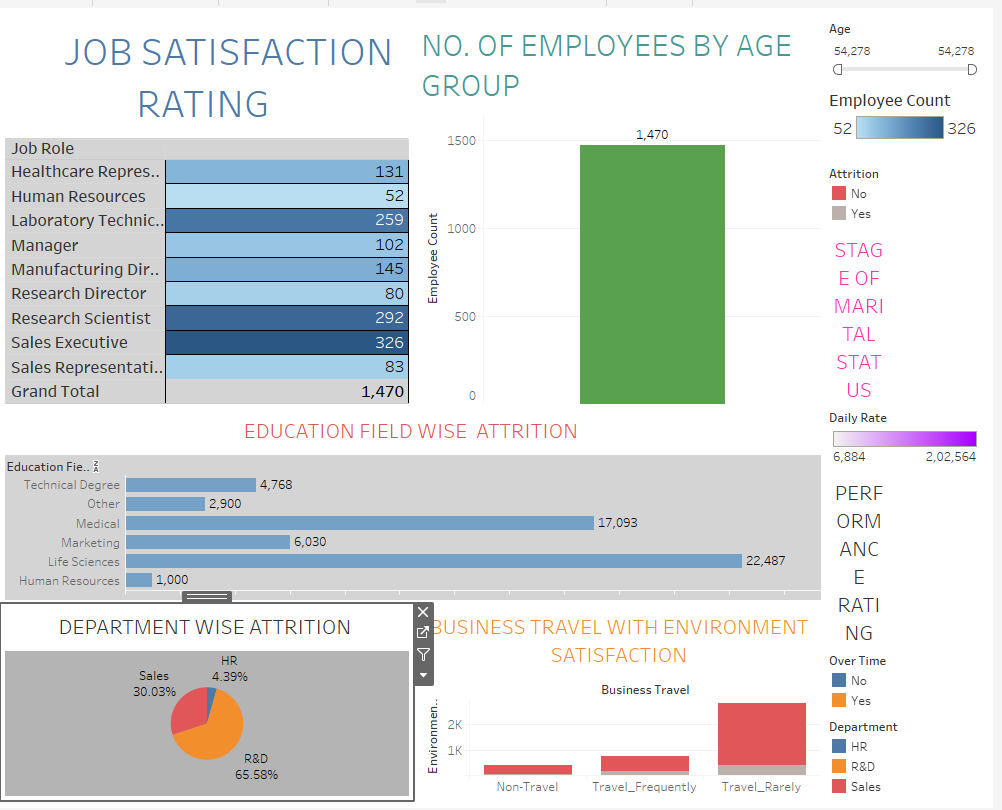 JOB SATISFACTION
RATING
Job Role
Healthcare Repres.. 131
Human Resources 52
Laboratory Technic.. 259
Manager 102
Manufacturing Dir.. 145
Research Director 80
Research Scientist 292
Sales Executive 326
Sales Representati.. 83
Grand Total 1,470
NO. OF EMPLOYEES BY AGE
GROUP
1,470
1500
1000
500
0
Employee Count
Age
54,278 54,278
Employee Count
52 326
Attrition
No
Yes
STAG
E OF
MARI
TAL
STAT
US
Daily Rate
6,884 2,02,564
PERF
ORM
ANC
E
RATI
NG
Over Time
No
Yes
Department
HR
R&D
Sales
EDUCATION FIELD WISE ATTRITION
Education Fie..
Technical Degree 4,768
Other 2,900
Medical 17,093
Marketing 6,030
Life Sciences 22,487
Human Resources 1,000
DEPARTMENT WISE ATTRITION
HR
4.39%
Sales
30.03%
R&D
65.58%
BUSINESS TRAVEL WITH ENVIRONMENT
SATISFACTION
Business Travel
Environmen..
2K
1K
Non-Travel Travel_Frequently Travel_Rarely